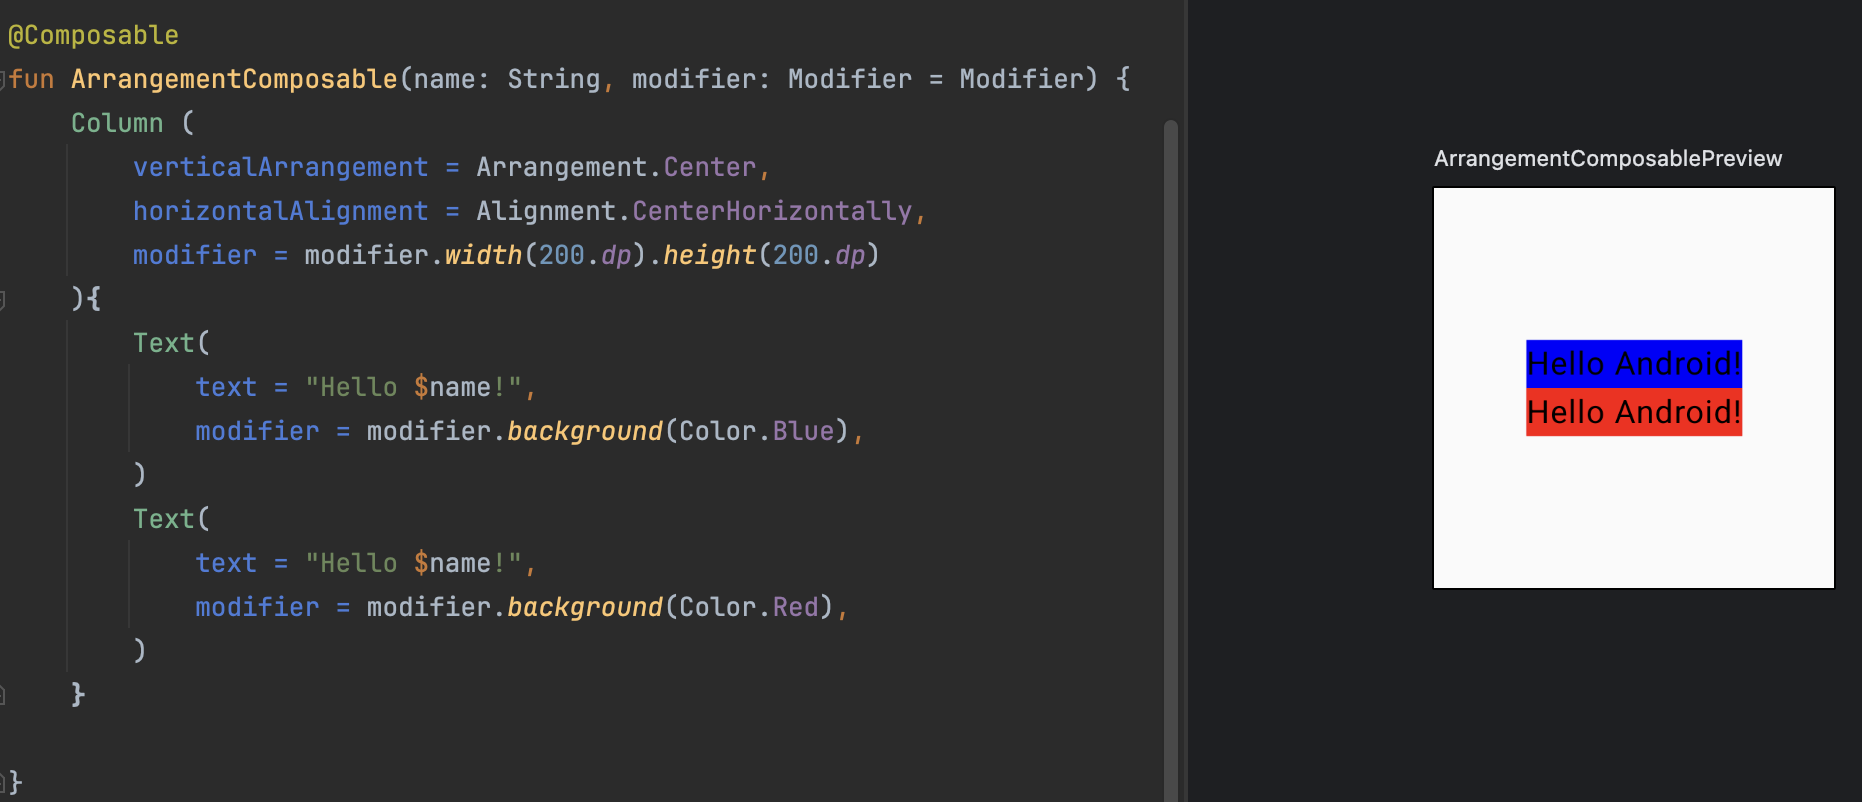 @Composable
fun ArrangementComposable(name: String, modifier: Modifier = Modifier) {
    Column (
        verticalArrangement = Arrangement.Center,
        horizontalAlignment = Alignment.CenterHorizontally,
        modifier = modifier.width(200.dp).height(200.dp)
    ){
        Text(
            text = "Hello $name!",
            modifier = modifier.background(Color.Blue),
        )
        Text(
            text = "Hello $name!",
            modifier = modifier.background(Color.Red),
        )
    }
}
ArrangementComposablePreview
Hello Android!
Hello Android!